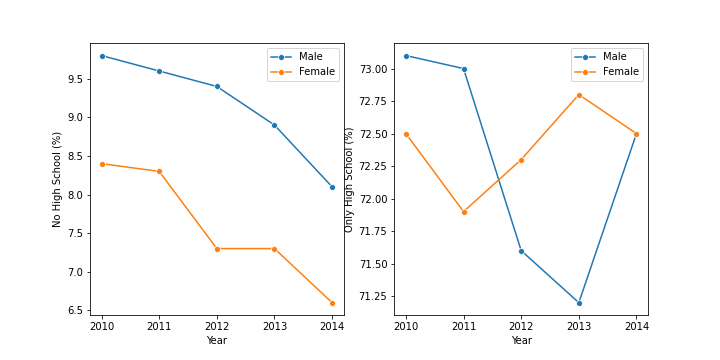 Male
Female
9.5
9.0
8.5
8.0
7.5
7.0
6.5
No High School (%)
2010 2011 2012 2013 2014
Year
Male
Female
73.00
72.75
72.50
72.25
72.00
71.75
71.50
71.25
Only High School (%)
2010 2011 2012 2013 2014
Year